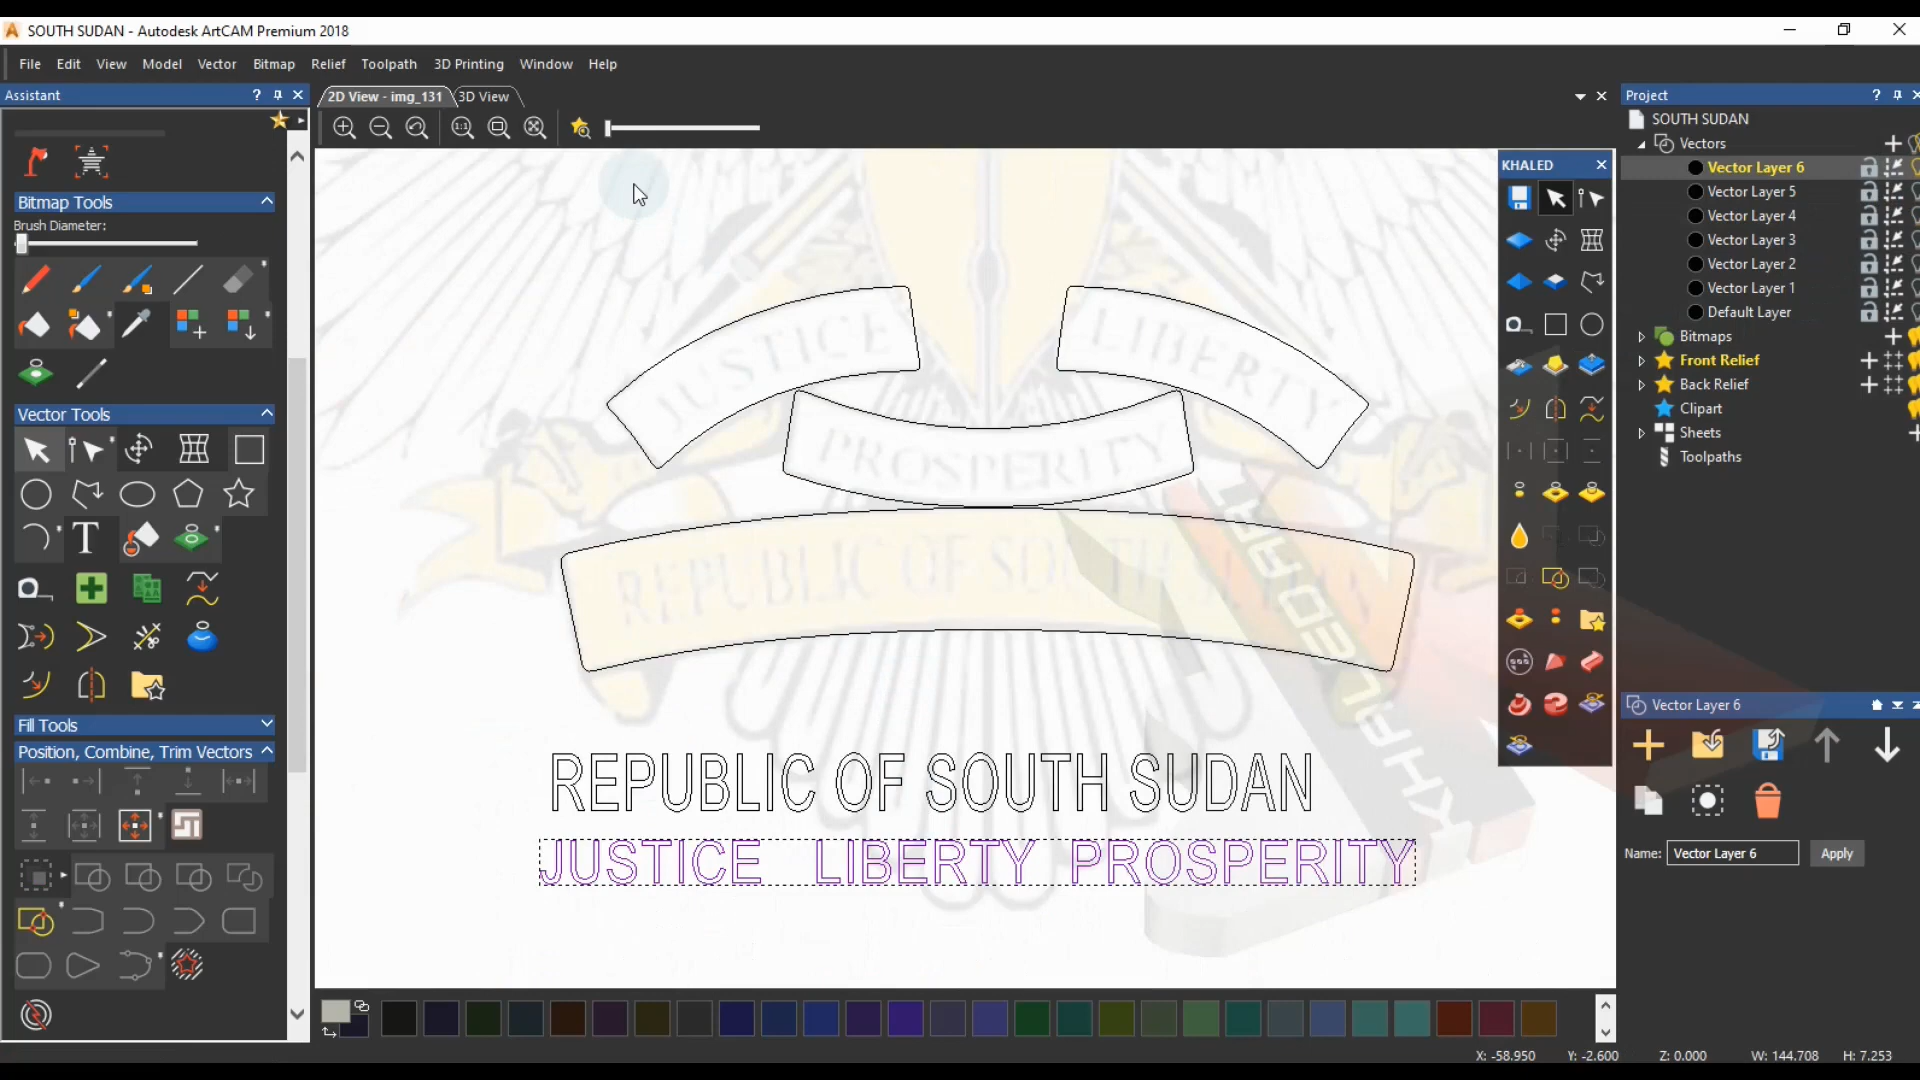 SOUTH SUDAN - Autodesk ArtCAM Premium 2018
File Edit View Model Vector Bitmap Relief Toolpath 3D Printing Window Help
Assistant ?
2D View - img_131 3D View
Project ?
SOUTH SUDAN
Vectors
Vector Layer 6
Vector Layer 5
Vector Layer 4
Vector Layer 3
Vector Layer 2
Vector Layer 1
Default Layer
Bitmaps
Front Relief
Back Relief
Clipart
Sheets
Toolpaths
Bitmap Tools
Brush Diameter:
Vector Tools
Fill Tools
Position, Combine, Trim Vectors
KHALED
JUSTICE
LIBERTY
PROSPERITY
REPUBLIC OF SOUTH
REPUBLIC OF SOUTH SUDAN
JUSTICE LIBERTY PROSPERITY
Vector Layer 6
Name: Vector Layer 6 Apply
X: -58.950 Y: -2.600 Z: 0.000 W: 144.708 H: 7.253